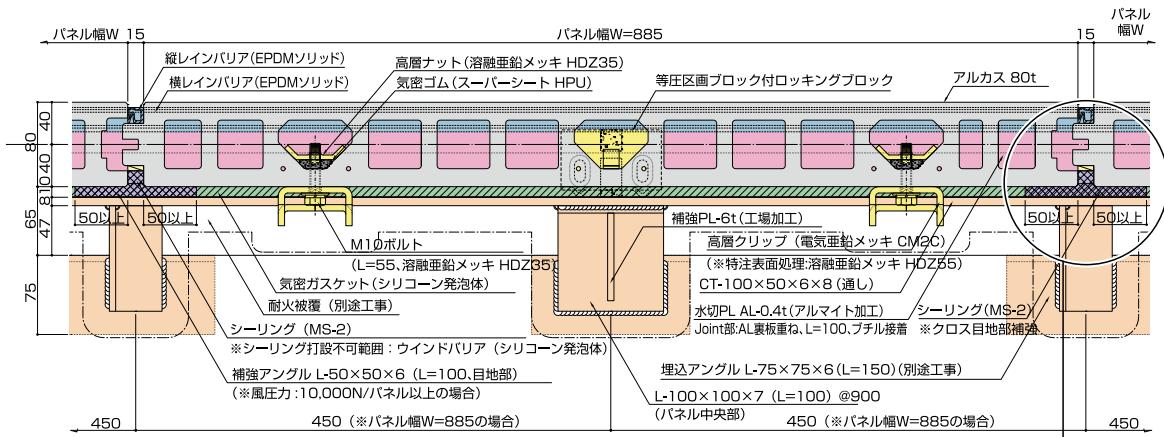 パネル幅W
15
パネル幅W=885
15
パネル
幅W
縦レインバリア(EPDMソリッド)
横レインバリア(EPDMソリッド)
高層ナット(溶融亜鉛メッキ HDZ35)
気密ゴム(スーパーシート HPU)
等圧区画ブロック付ロッキングブロック
アルカス 80t
40
80
40
10
8
65
47
75
50以上
50以上
50以上
50以上
M10ボルト
(L=55、溶融亜鉛メッキ HDZ35)
気密ガスケット(シリコーン発泡体)
耐火被覆(別途工事)
シーリング(MS-2)
※シーリング打設不可範囲:ウインドバリア(シリコーン発泡体)
補強アングル L-50×50×6(L=100、目地部)
(※風圧力:10,000N/パネル以上の場合)
補強PL-6t(工場加工)
高層クリップ(電気亜鉛メッキ CM2C)
(※特注表面処理:溶融亜鉛メッキ HDZ55)
CT-100×50×6×8(通し)
水切PL AL-0.4t(アルマイト加工)
Joint部:AL裏板重ね、L=100、ブチル接着
シーリング(MS-2)
※クロス目地部補強
埋込アングル L-75×75×6(L=150)(別途工事)
L-100×100×7(L=100)@900
(パネル中央部)
450
450(※パネル幅W=885の場合)
450(※パネル幅W=885の場合)
450